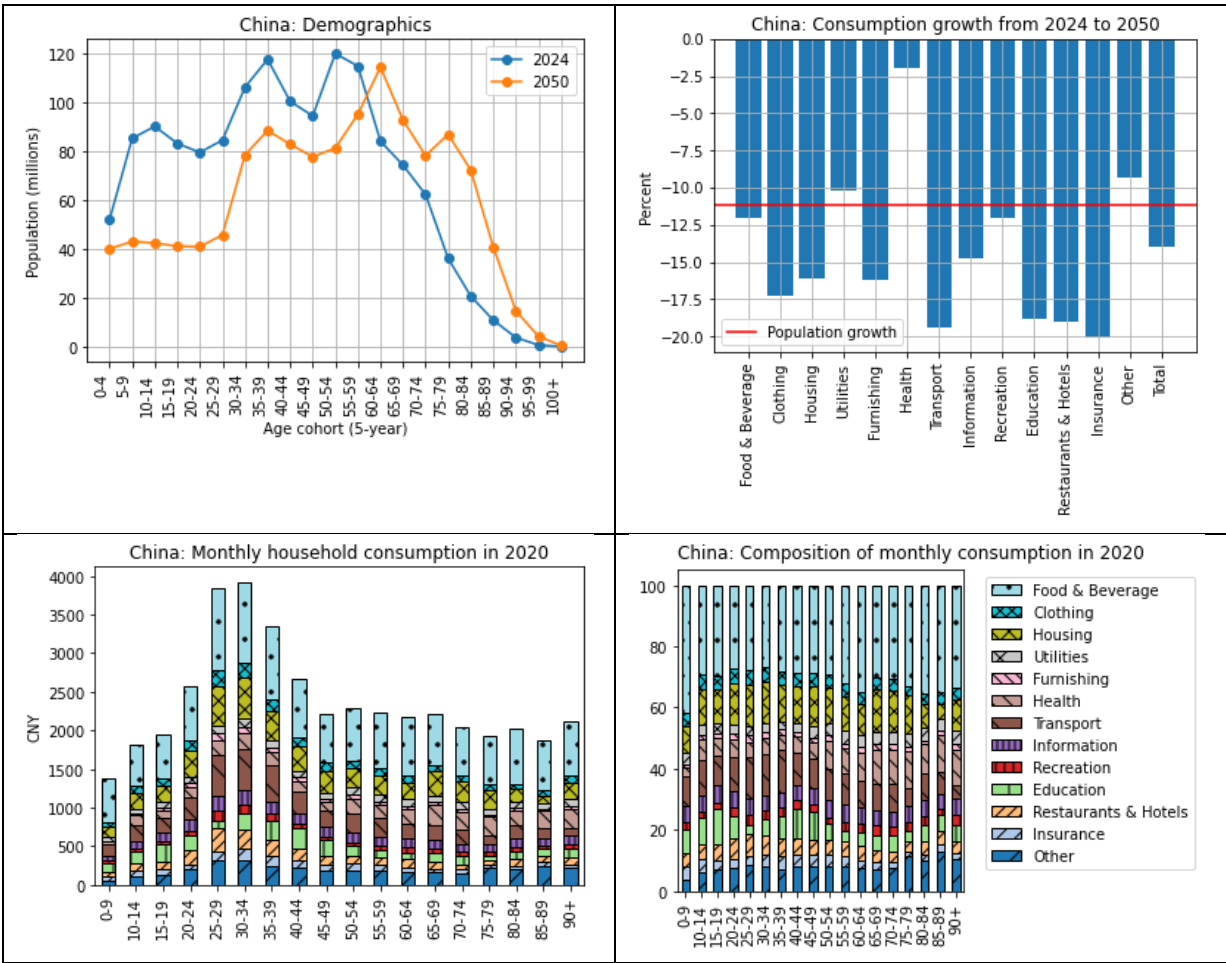 China: Demographics
120
100
80
60
40
20
0
Population (millions)
2024
2050
0-4
5-9
10-14
15-19
20-24
25-29
30-34
35-39
40-44
45-49
50-54
55-59
60-64
65-69
70-74
75-79
80-84
85-89
90-94
95-99
100+
Age cohort (5-year)
China: Consumption growth from 2024 to 2050
0.0
−2.5
−5.0
−7.5
−10.0
−12.5
−15.0
−17.5
−20.0
Percent
Population growth
Food & Beverage
Clothing
Housing
Utilities
Furnishing
Health
Transport
Information
Recreation
Education
Restaurants & Hotels
Insurance
Other
Total
China: Monthly household consumption in 2020
4000
3500
3000
2500
2000
1500
1000
500
0
CNY
0-9
10-14
15-19
20-24
25-29
30-34
35-39
40-44
45-49
50-54
55-59
60-64
65-69
70-74
75-79
80-84
85-89
90+
China: Composition of monthly consumption in 2020
100
80
60
40
20
0
0-9
10-14
15-19
20-24
25-29
30-34
35-39
40-44
45-49
50-54
55-59
60-64
65-69
70-74
75-79
80-84
85-89
90+
Food & Beverage
Clothing
Housing
Utilities
Furnishing
Health
Transport
Information
Recreation
Education
Restaurants & Hotels
Insurance
Other